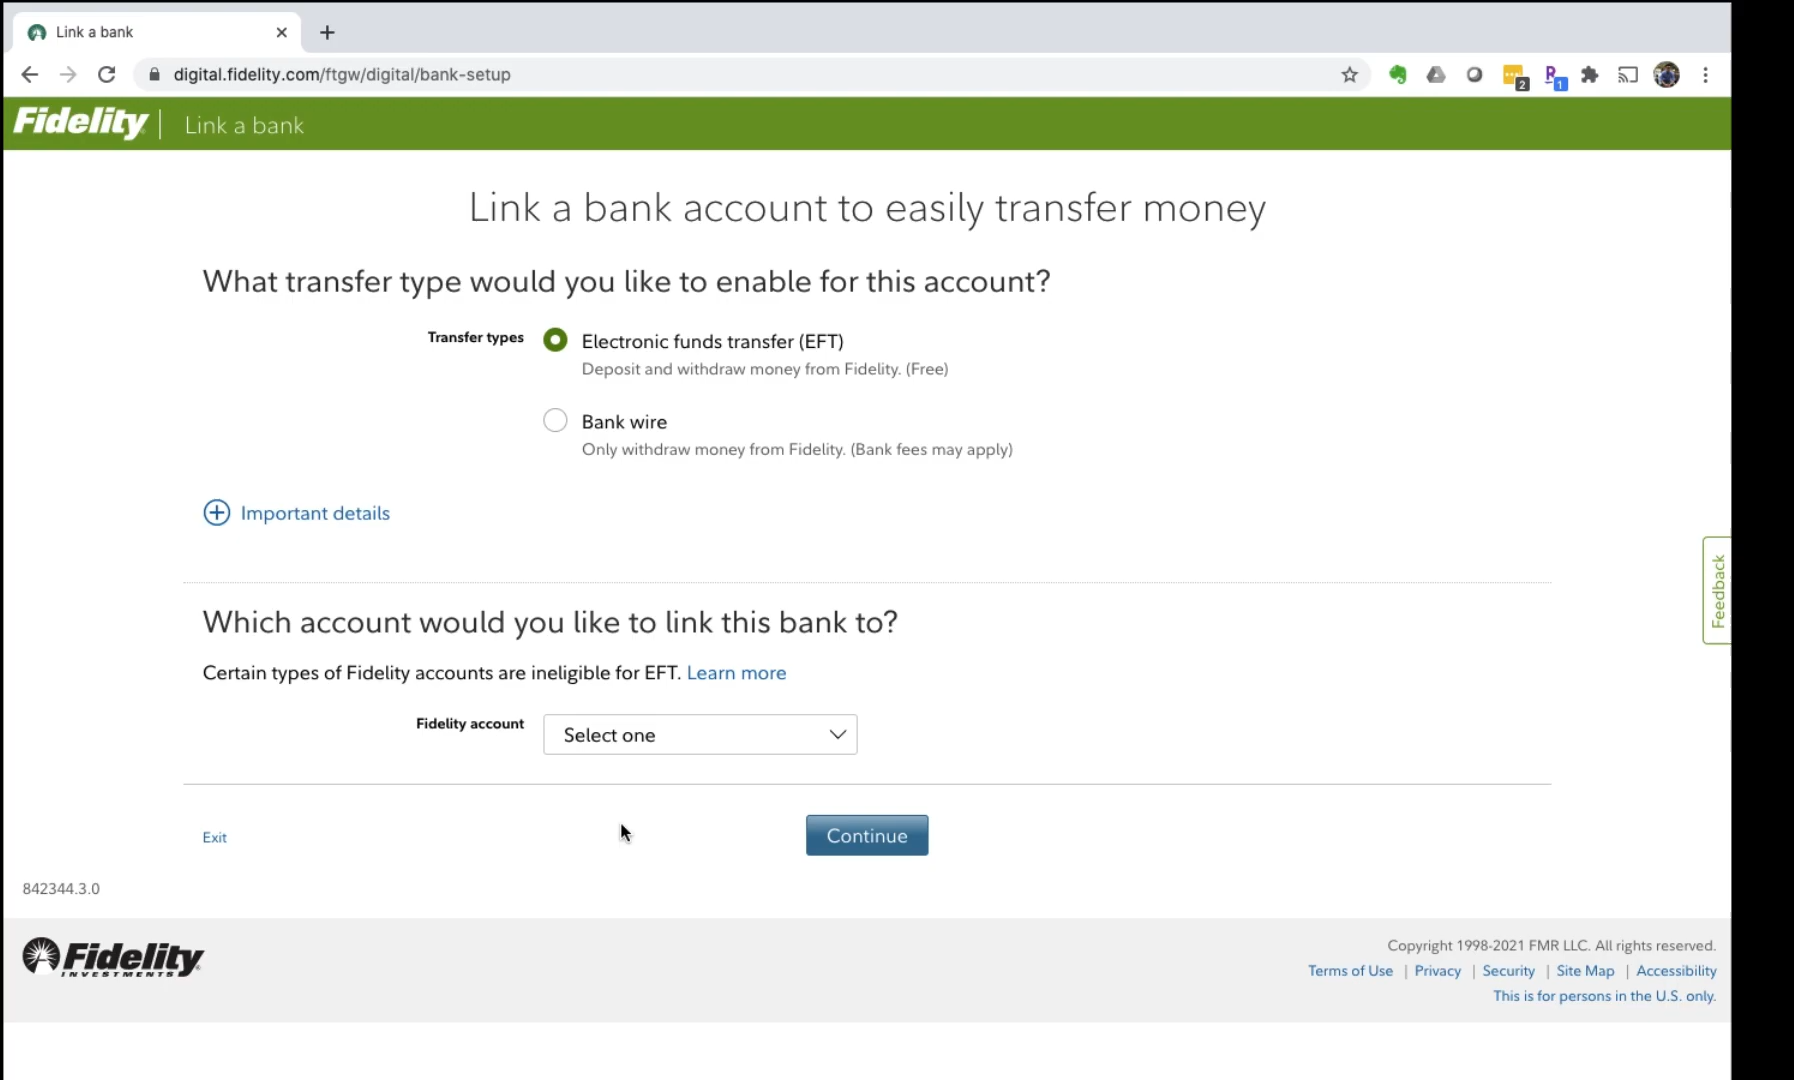 Link a bank
digital.fidelity.com/ftgw/digital/bank-setup
2
1
Fidelity
Link a bank
Link a bank account to easily transfer money
What transfer type would you like to enable for this account?
Transfer types
Electronic funds transfer (EFT)
Deposit and withdraw money from Fidelity. (Free)
Bank wire
Only withdraw money from Fidelity. (Bank fees may apply)
Important details
Feedback
Which account would you like to link this bank to?
Certain types of Fidelity accounts are ineligible for EFT. Learn more
Fidelity account
Select one
Exit
Continue
842344.3.0
Fidelity
INVESTMENTS
Copyright 1998-2021 FMR LLC. All rights reserved.
Terms of Use | Privacy | Security | Site Map | Accessibility
This is for persons in the U.S. only.